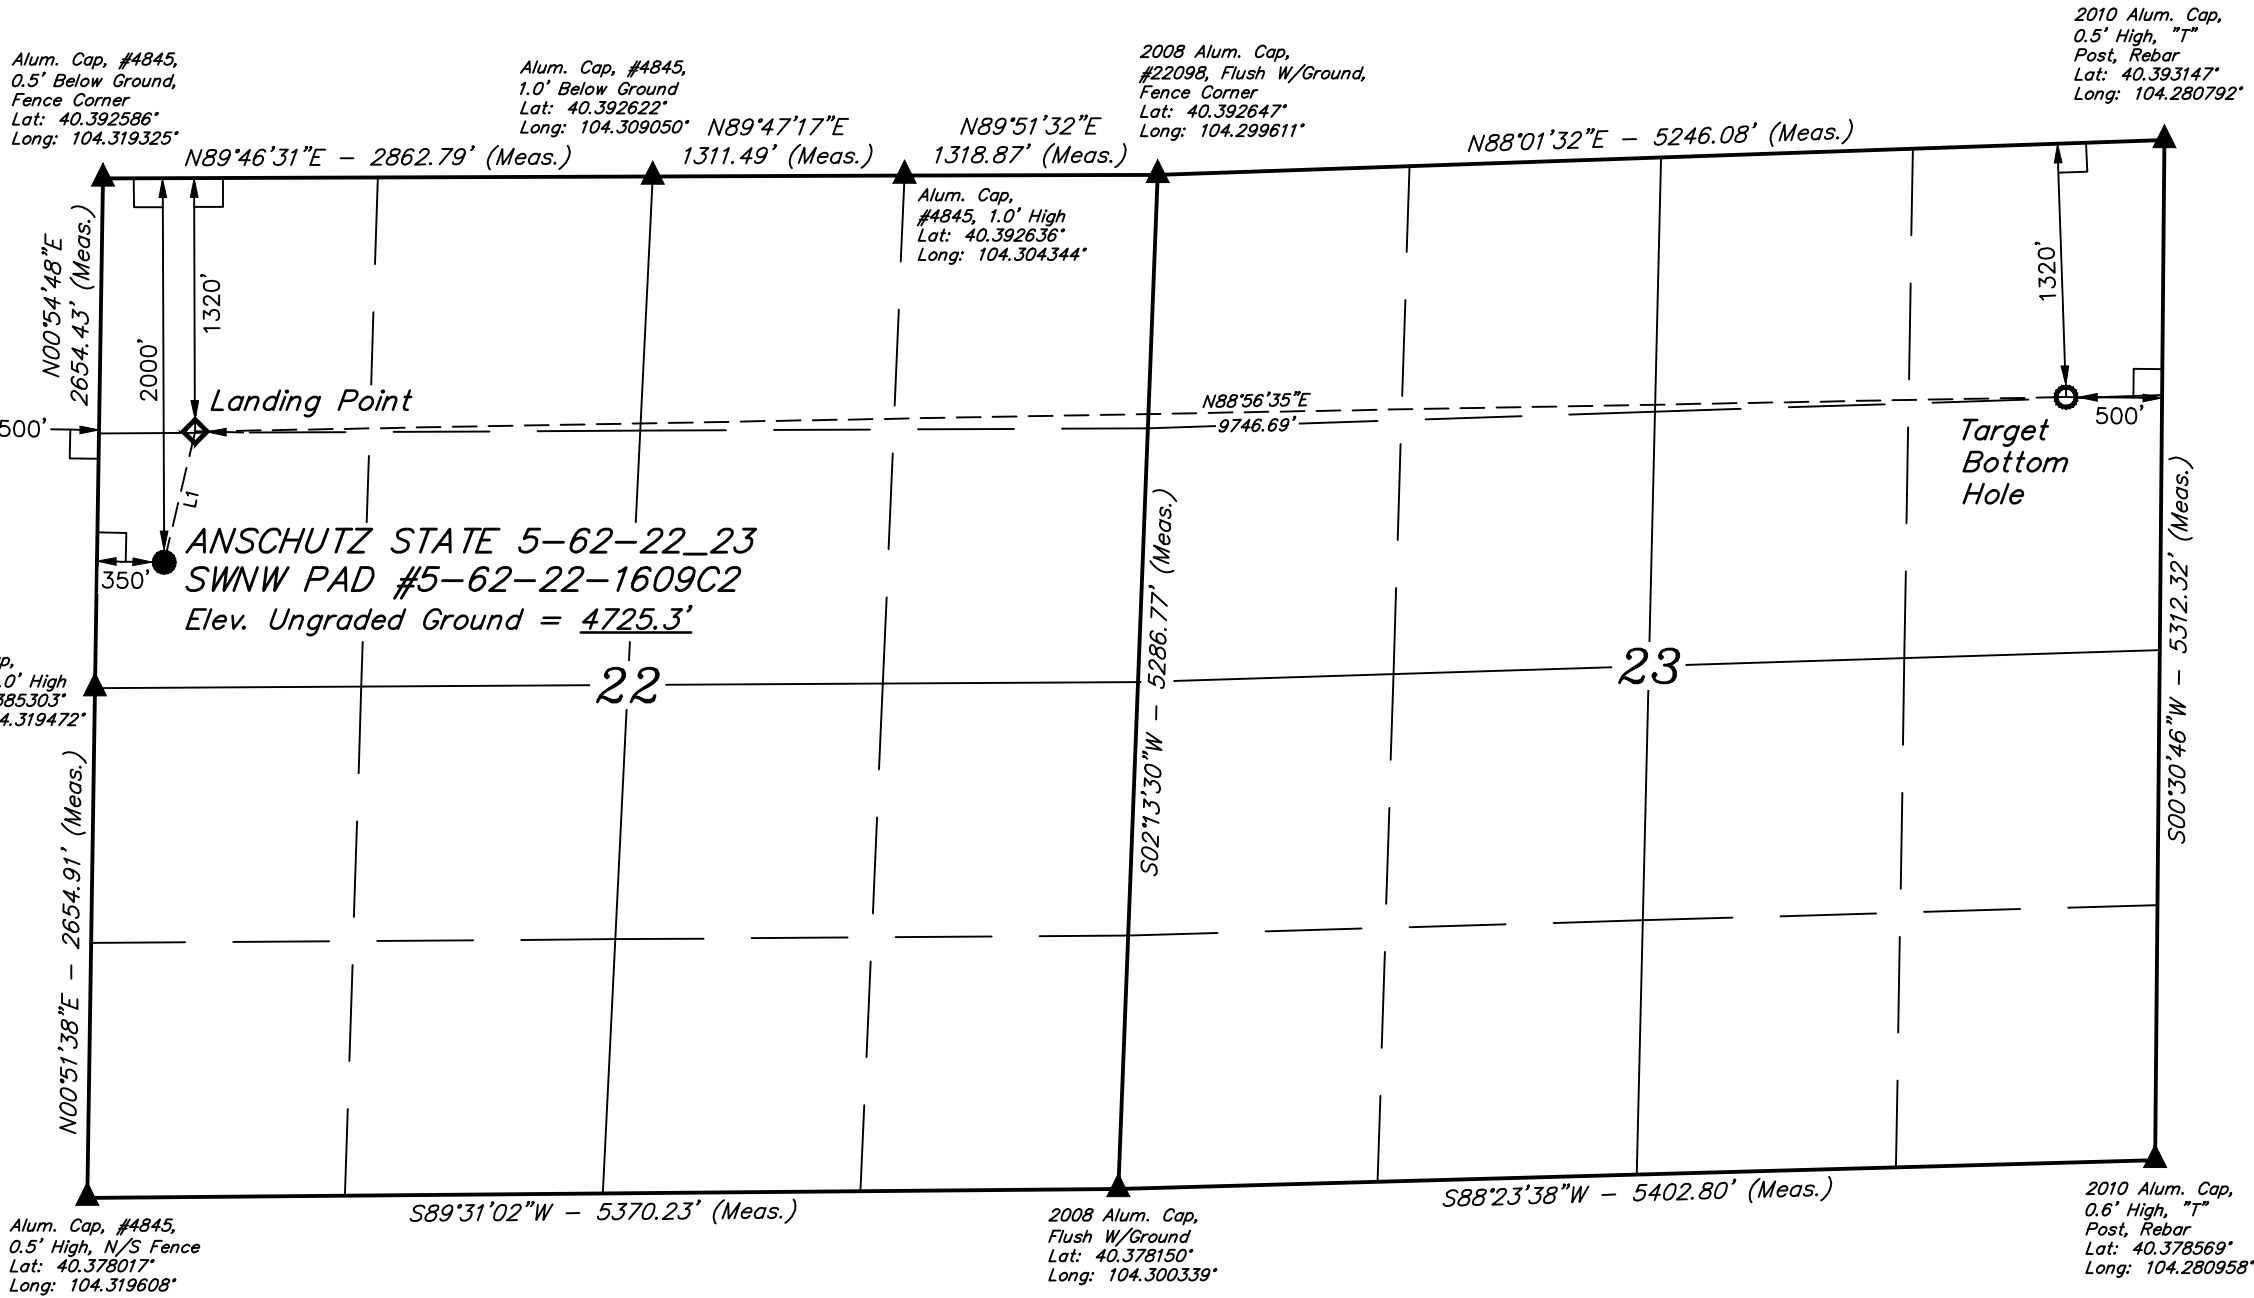 Alum. Cap, #4845,
0.5' Below Ground,
Fence Corner
Lat: 40.392586°
Long: 104.319325°
Alum. Cap, #4845,
1.0' Below Ground
Lat: 40.392622°
Long: 104.309050°
2008 Alum. Cap,
#22098, Flush W/Ground,
Fence Corner
Lat: 40.392647°
Long: 104.299611°
2010 Alum. Cap,
0.5' High, "T"
Post, Rebar
Lat: 40.393147°
Long: 104.280792°
N89°46'31"E - 2862.79' (Meas.)
N89°47'17"E
1311.49' (Meas.)
N89°51'32"E
1318.87' (Meas.)
N88°01'32"E - 5246.08' (Meas.)
Alum. Cap,
#4845, 1.0' High
Lat: 40.392636°
Long: 104.304344°
N00°54'48"E
2654.43' (Meas.)
2000'
1320'
1320'
Landing Point
500'
N88°56'35"E
9746.69'
500'
Target
Bottom
Hole
L1
350'
ANSCHUTZ STATE 5-62-22_23
SWNW PAD #5-62-22-1609C2
Elev. Ungraded Ground = 4725.3'
S02°13'30"W - 5286.77' (Meas.)
S00°30'46"W - 5312.32' (Meas.)
p,
.0' High
385303°
4.319472°
22
23
N00°51'38"E - 2654.91' (Meas.)
S89°31'02"W - 5370.23' (Meas.)
S88°23'38"W - 5402.80' (Meas.)
Alum. Cap, #4845,
0.5' High, N/S Fence
Lat: 40.378017°
Long: 104.319608°
2008 Alum. Cap,
Flush W/Ground
Lat: 40.378150°
Long: 104.300339°
2010 Alum. Cap,
0.6' High, "T"
Post, Rebar
Lat: 40.378569°
Long: 104.280958°